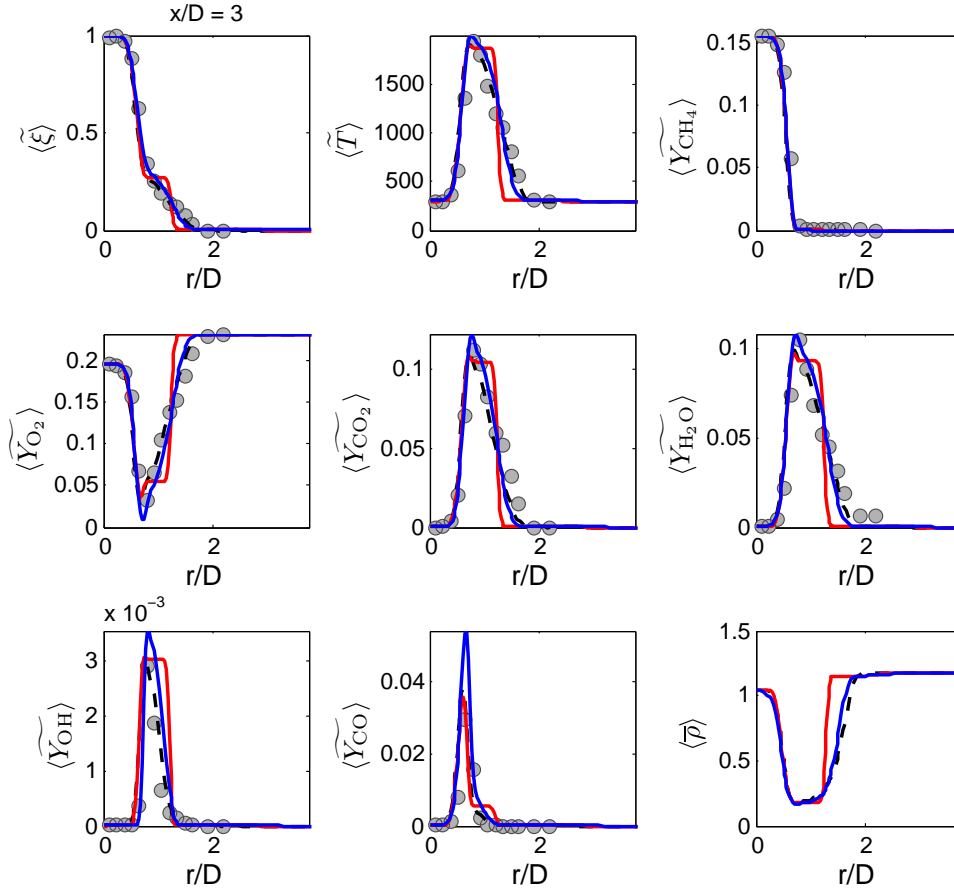 x/D = 3
1
0.5
0
0 2
r/D
⟨ξ̃⟩
1500
1000
500
300
0 2
r/D
⟨T̃⟩
0.15
0.1
0.05
0
0 2
r/D
⟨Ỹ_CH₄⟩
0.2
0.15
0.1
0.05
0
0 2
r/D
⟨Ỹ_O₂⟩
0.1
0.05
0
0 2
r/D
⟨Ỹ_CO₂⟩
0.1
0.05
0
0 2
r/D
⟨Ỹ_H₂O⟩
x 10⁻³
3
2
1
0
0 2
r/D
⟨Ỹ_OH⟩
0.04
0.02
0
0 2
r/D
⟨Ỹ_CO⟩
1.5
1
0.5
0
0 2
r/D
⟨ρ̅⟩